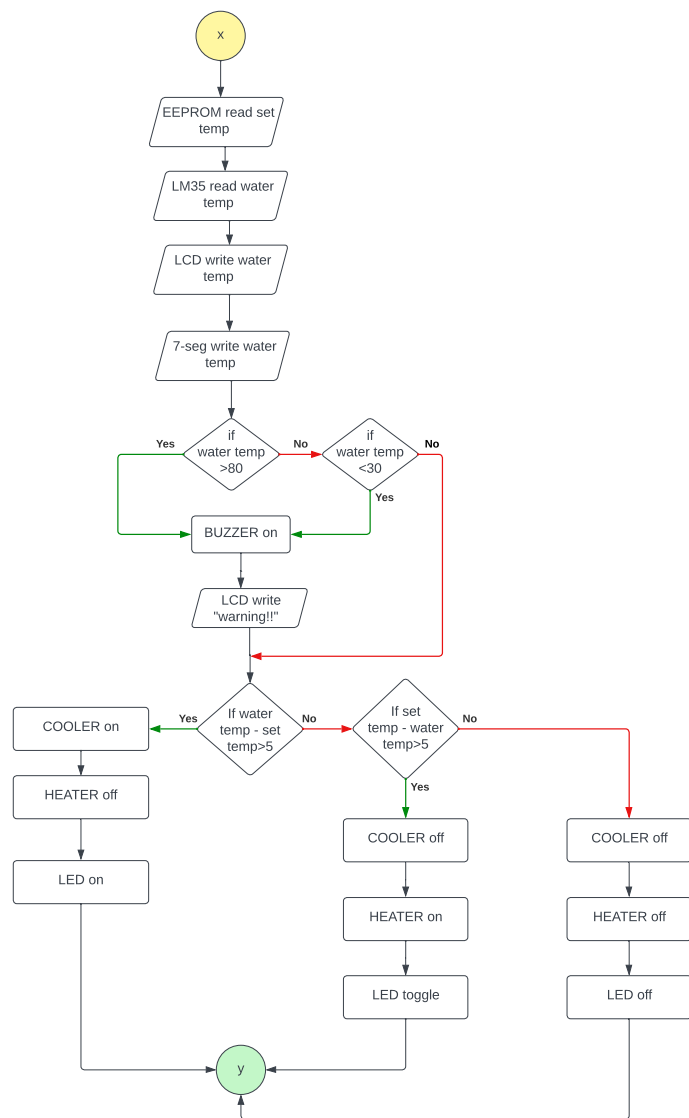 x
EEPROM read set
temp
LM35 read water
temp
LCD write water
temp
7-seg write water
temp
if
water temp
>80
Yes
No
if
water temp
<30
No
Yes
BUZZER on
LCD write
"warning!!"
If water
temp - set
temp>5
Yes
No
If set
temp - water
temp>5
No
Yes
COOLER on
HEATER off
LED on
COOLER off
HEATER on
LED toggle
COOLER off
HEATER off
LED off
y